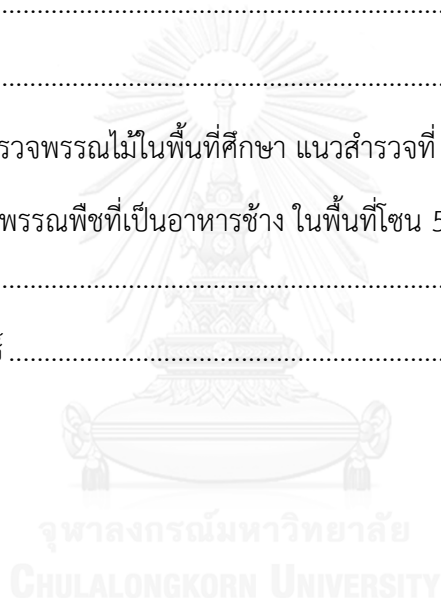 ................................................................
................................................................
รวจพรรณไม้ในพื้นที่ศึกษา แนวสำรวจที่
พรรณพืชที่เป็นอาหารช้าง ในพื้นที่โซน 5
................................................................
................................................................
จุฬาลงกรณ์มหาวิทยาลัย
CHULALONGKORN UNIVERSITY